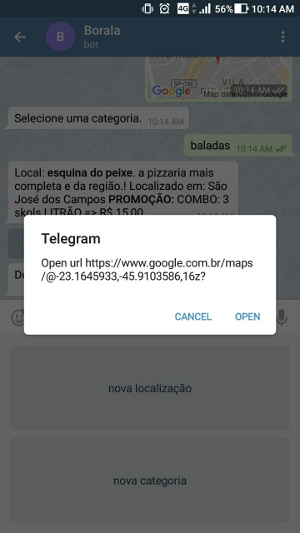 4G 56% 10:14 AM
B Borala
bot
SP-050 VILA
Google 10:14 AM
Map data ©2017 Google
Selecione uma categoria. 10:14 AM
baladas 10:14 AM
Local: esquina do peixe. a pizzaria mais
completa e da região.! Localizado em: São
José dos Campos PROMOÇÃO: COMBO: 3
skols LITRÃO => R$ 15,00
Telegram
Open url https://www.google.com.br/maps
/@-23.1645933,-45.9103586,16z?
CANCEL OPEN
nova localização
nova categoria